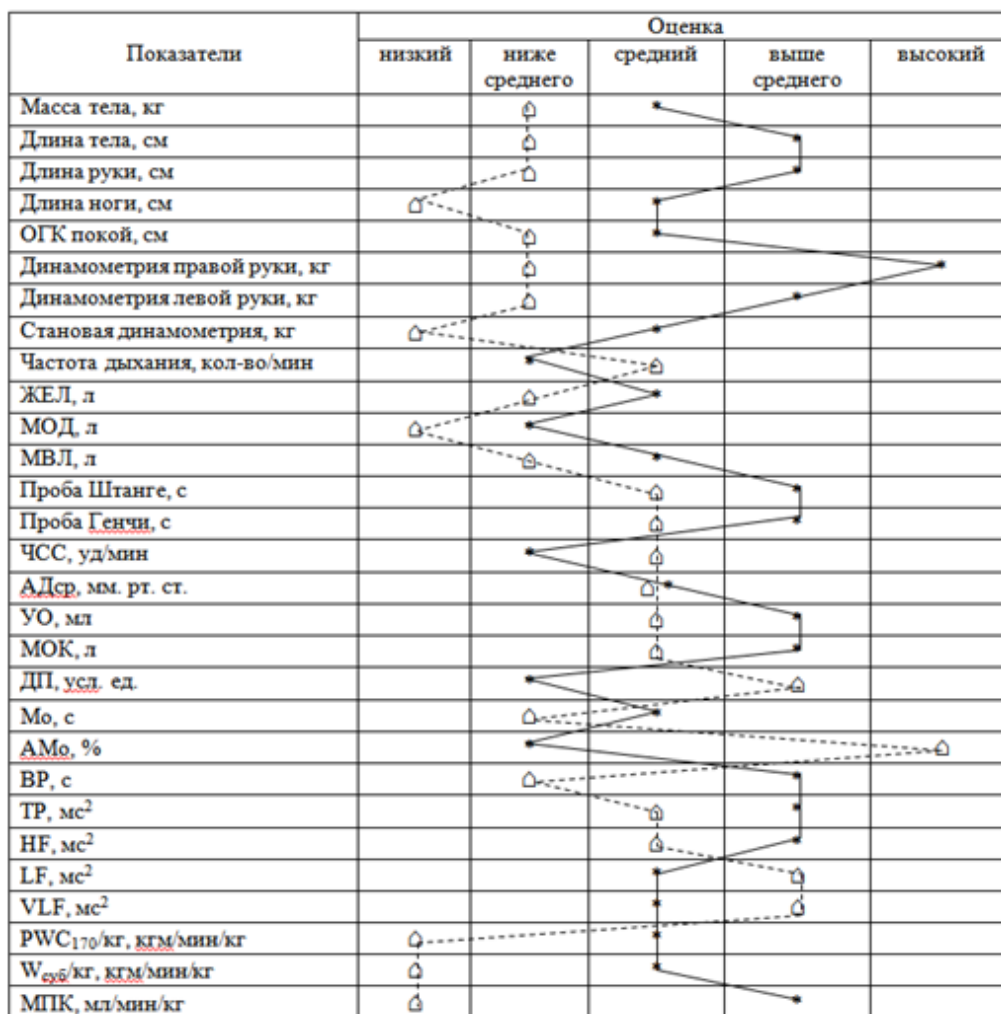 Показатели
Оценка
низкий
ниже среднего
средний
выше среднего
высокий
Масса тела, кг
Длина тела, см
Длина руки, см
Длина ноги, см
ОГК покой, см
Динамометрия правой руки, кг
Динамометрия левой руки, кг
Становая динамометрия, кг
Частота дыхания, кол-во/мин
ЖЕЛ, л
МОД, л
МВЛ, л
Проба Штанге, с
Проба Генчи, с
ЧСС, уд/мин
АДср, мм. рт. ст.
УО, мл
МОК, л
ДП, усл. ед.
Мо, с
АМо, %
ВР, с
TP, мс²
HF, мс²
LF, мс²
VLF, мс²
PWC₁₇₀/кг, кгм/мин/кг
Wсуб/кг, кгм/мин/кг
МПК, мл/мин/кг